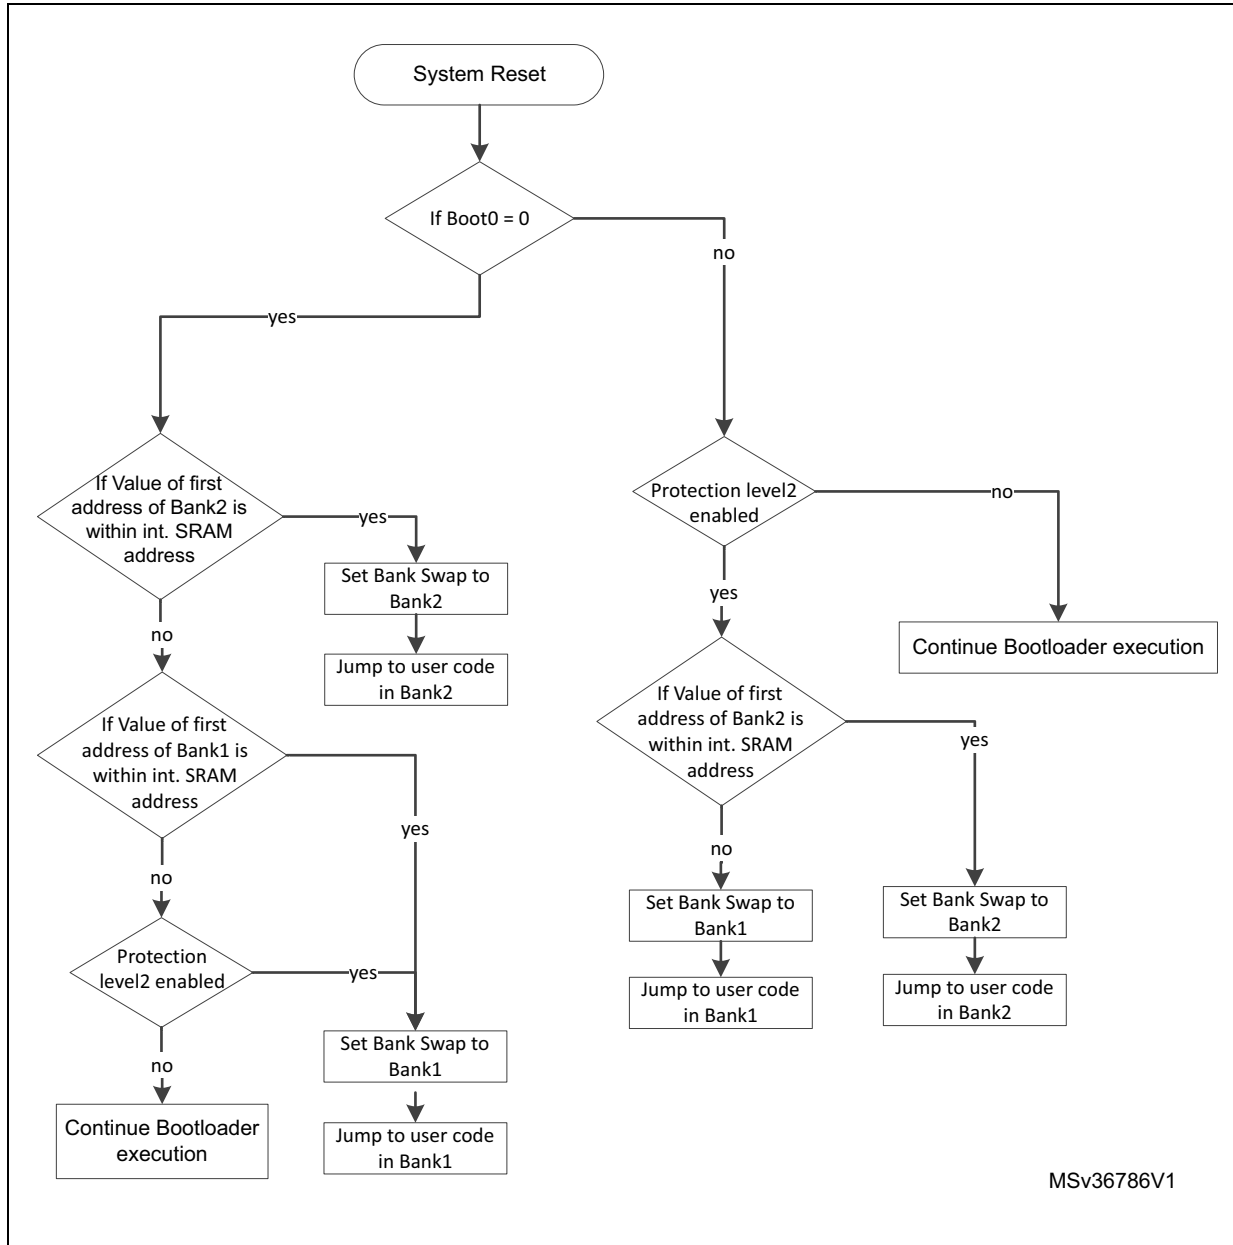 System Reset
If Boot0 = 0
no
yes
If Value of first
address of Bank2 is
within int. SRAM
address
yes
Set Bank Swap to
Bank2
Jump to user code
in Bank2
no
If Value of first
address of Bank1 is
within int. SRAM
address
yes
no
Protection
level2 enabled
yes
Set Bank Swap to
Bank1
Jump to user code
in Bank1
no
Continue Bootloader
execution
Protection level2
enabled
no
Continue Bootloader execution
yes
If Value of first
address of Bank2 is
within int. SRAM
address
yes
no
Set Bank Swap to
Bank1
Jump to user code
in Bank1
Set Bank Swap to
Bank2
Jump to user code
in Bank2
MSv36786V1